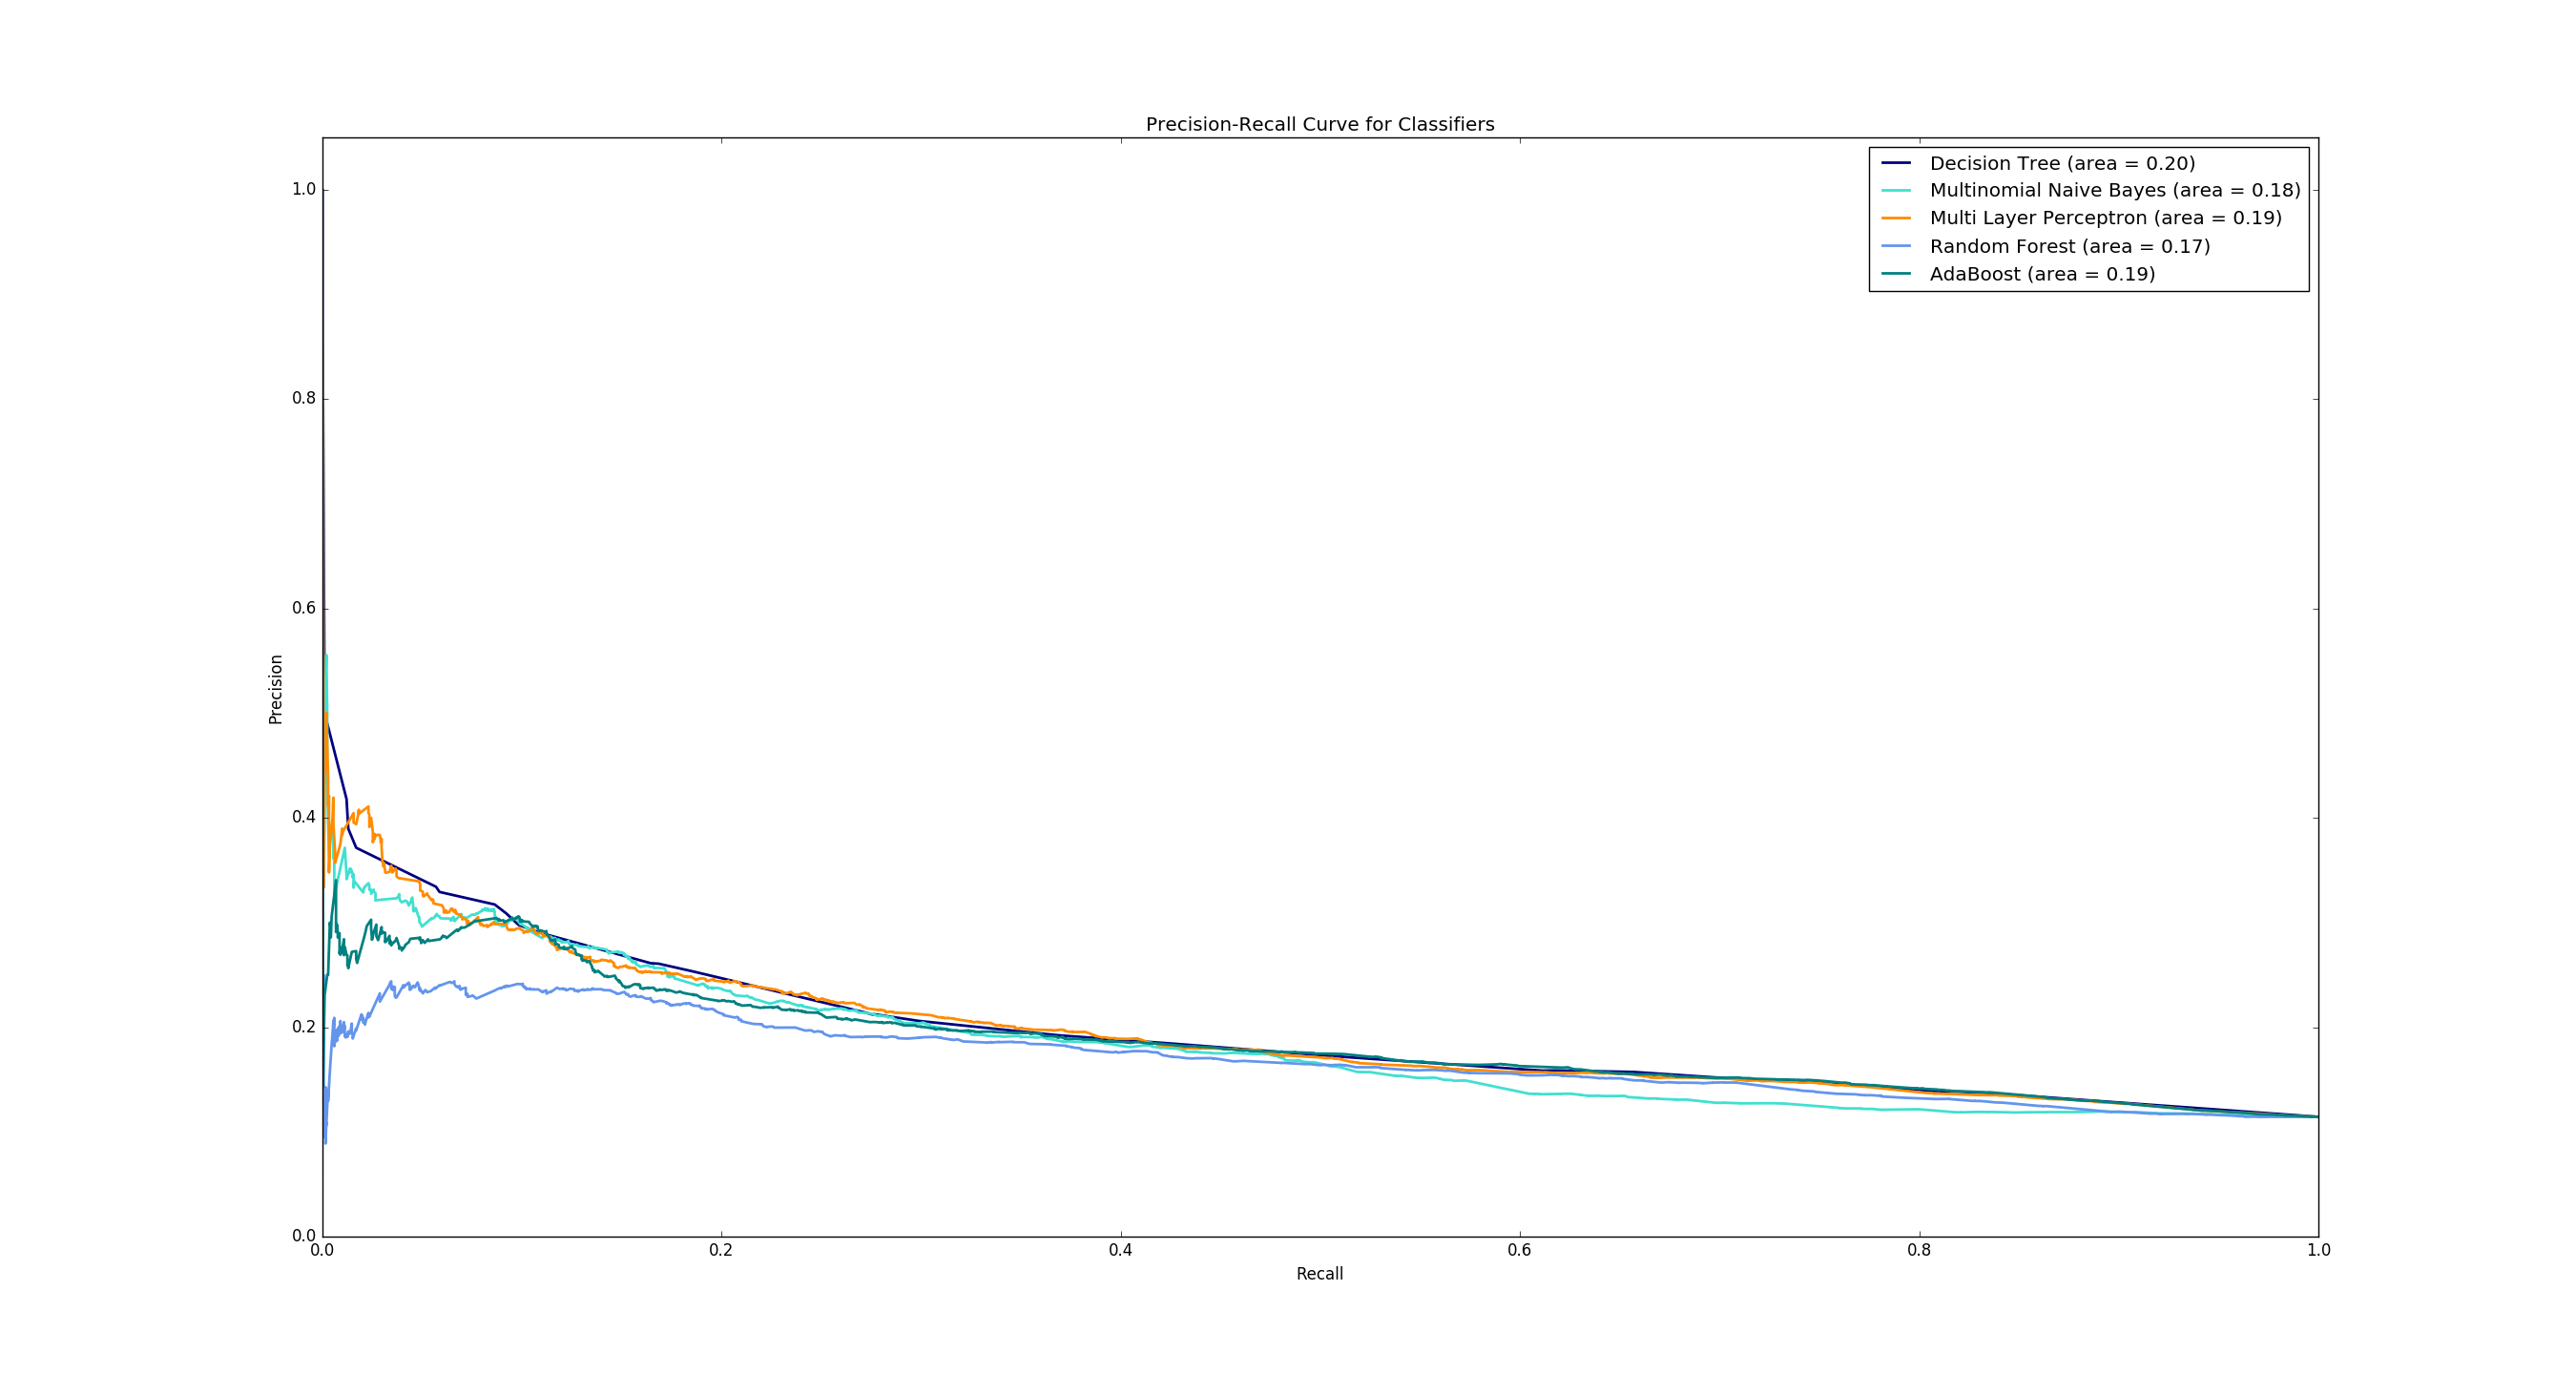 Precision-Recall Curve for Classifiers
Decision Tree (area = 0.20)
Multinomial Naive Bayes (area = 0.18)
Multi Layer Perceptron (area = 0.19)
Random Forest (area = 0.17)
AdaBoost (area = 0.19)
1.0
0.8
0.6
0.4
0.2
0.0
Precision
0.0 0.2 0.4 0.6 0.8 1.0
Recall